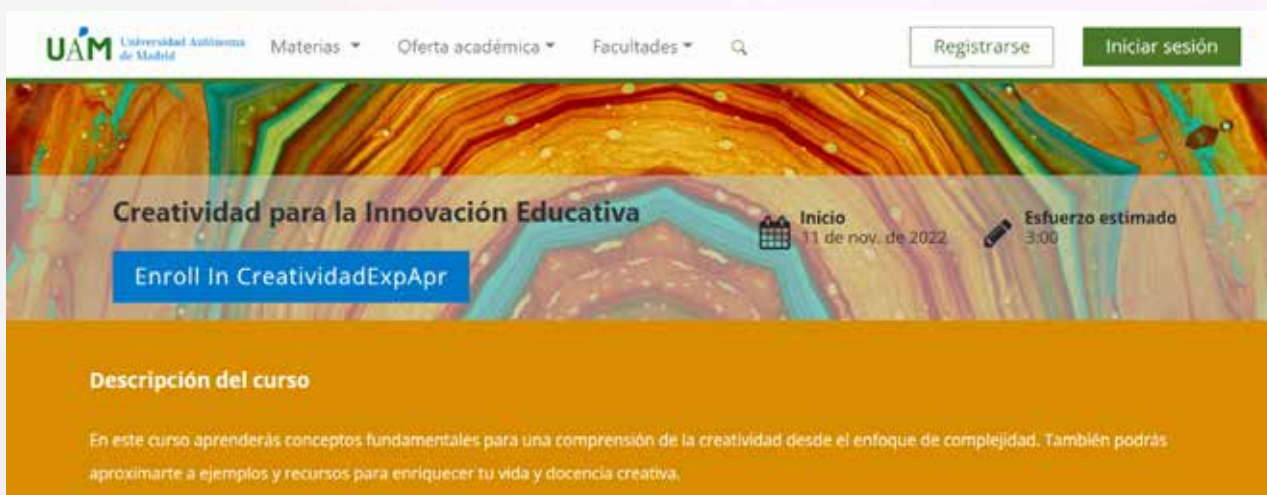 UAM Universidad Autónoma
de Madrid
Materias
Oferta académica
Facultades
Registrarse
Iniciar sesión
Creatividad para la Innovación Educativa
Inicio
11 de nov. de 2022
Esfuerzo estimado
3:00
Enroll In CreatividadExpApr
Descripción del curso
En este curso aprenderás conceptos fundamentales para una comprensión de la creatividad desde el enfoque de complejidad. También podrás
aproximarte a ejemplos y recursos para enriquecer tu vida y docencia creativa.